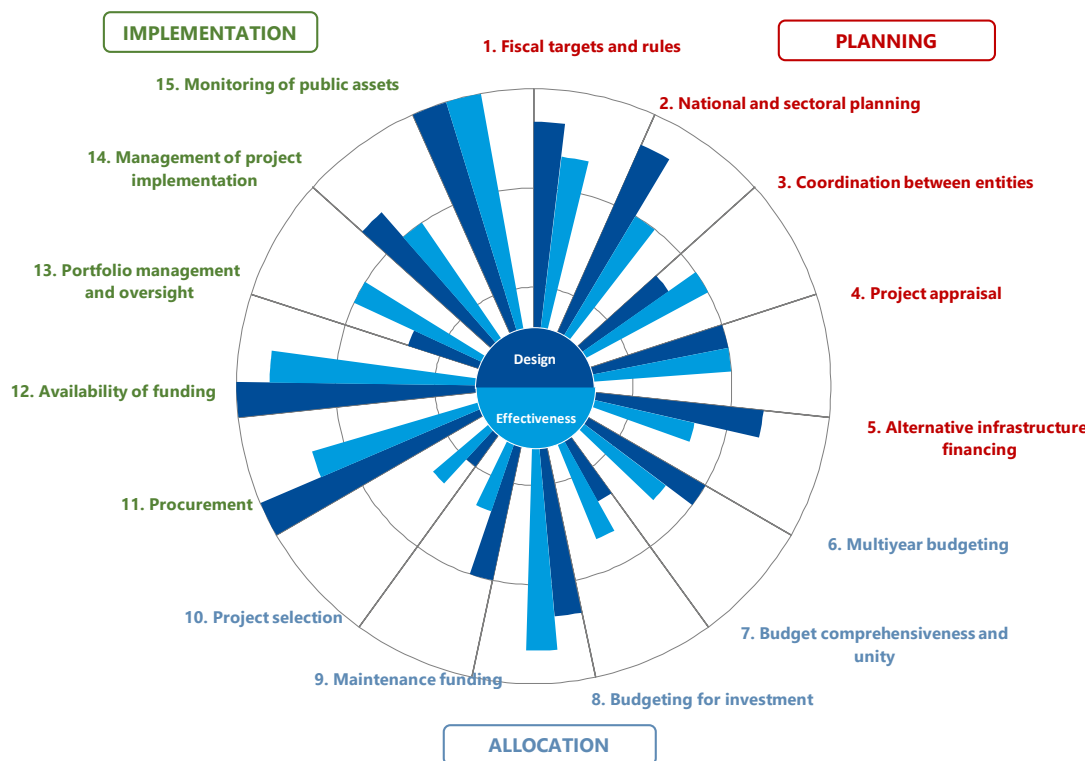 IMPLEMENTATION
PLANNING
1. Fiscal targets and rules
2. National and sectoral planning
3. Coordination between entities
4. Project appraisal
5. Alternative infrastructure
financing
6. Multiyear budgeting
7. Budget comprehensiveness and
unity
8. Budgeting for investment
9. Maintenance funding
10. Project selection
11. Procurement
12. Availability of funding
13. Portfolio management
and oversight
14. Management of project
implementation
15. Monitoring of public assets
Design
Effectiveness
ALLOCATION